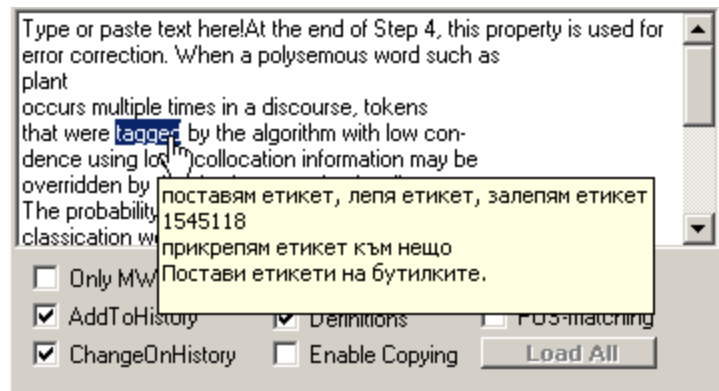 Type or paste text here!At the end of Step 4, this property is used for
error correction. When a polysemous word such as
plant
occurs multiple times in a discourse, tokens
that were tagged by the algorithm with low con-
dence using collocation information may be
overridden by
The probability
classication
поставям етикет, лепя етикет, залепям етикет
1545118
прикрепям етикет към нещо
Постави етикети на бутилките.
Only MW
AddToHistory Definitions POS-matching
ChangeOnHistory Enable Copying Load All